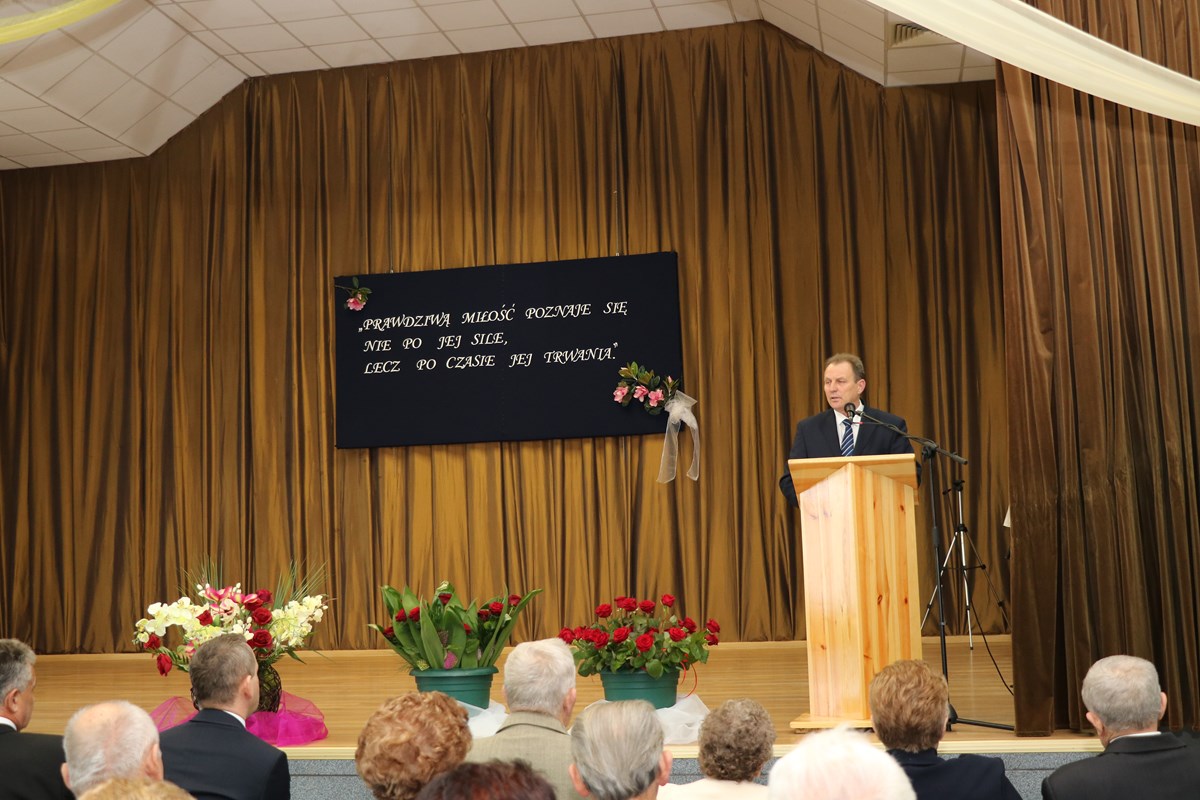 „PRAWDZIWĄ MIŁOŚĆ POZNAJE SIĘ
NIE PO JEJ SILE,
LECZ PO CZASIE JEJ TRWANIA.”